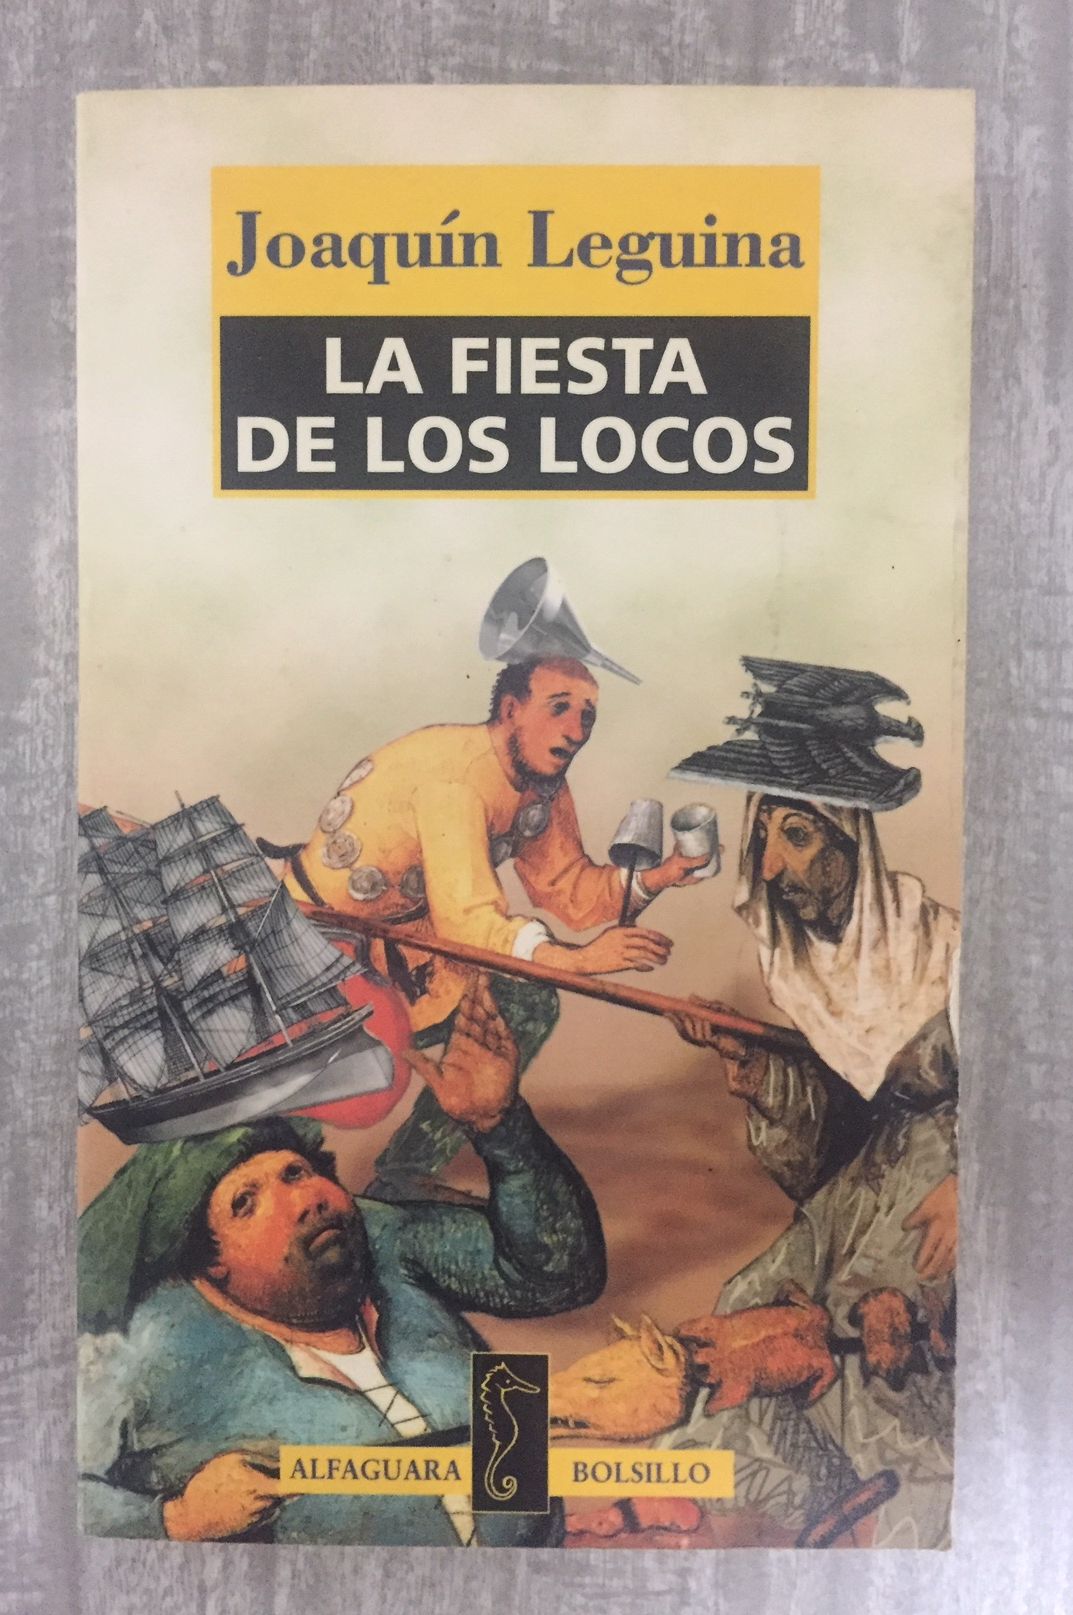 Joaquín Leguina
LA FIESTA
DE LOS LOCOS
ALFAGUARA BOLSILLO